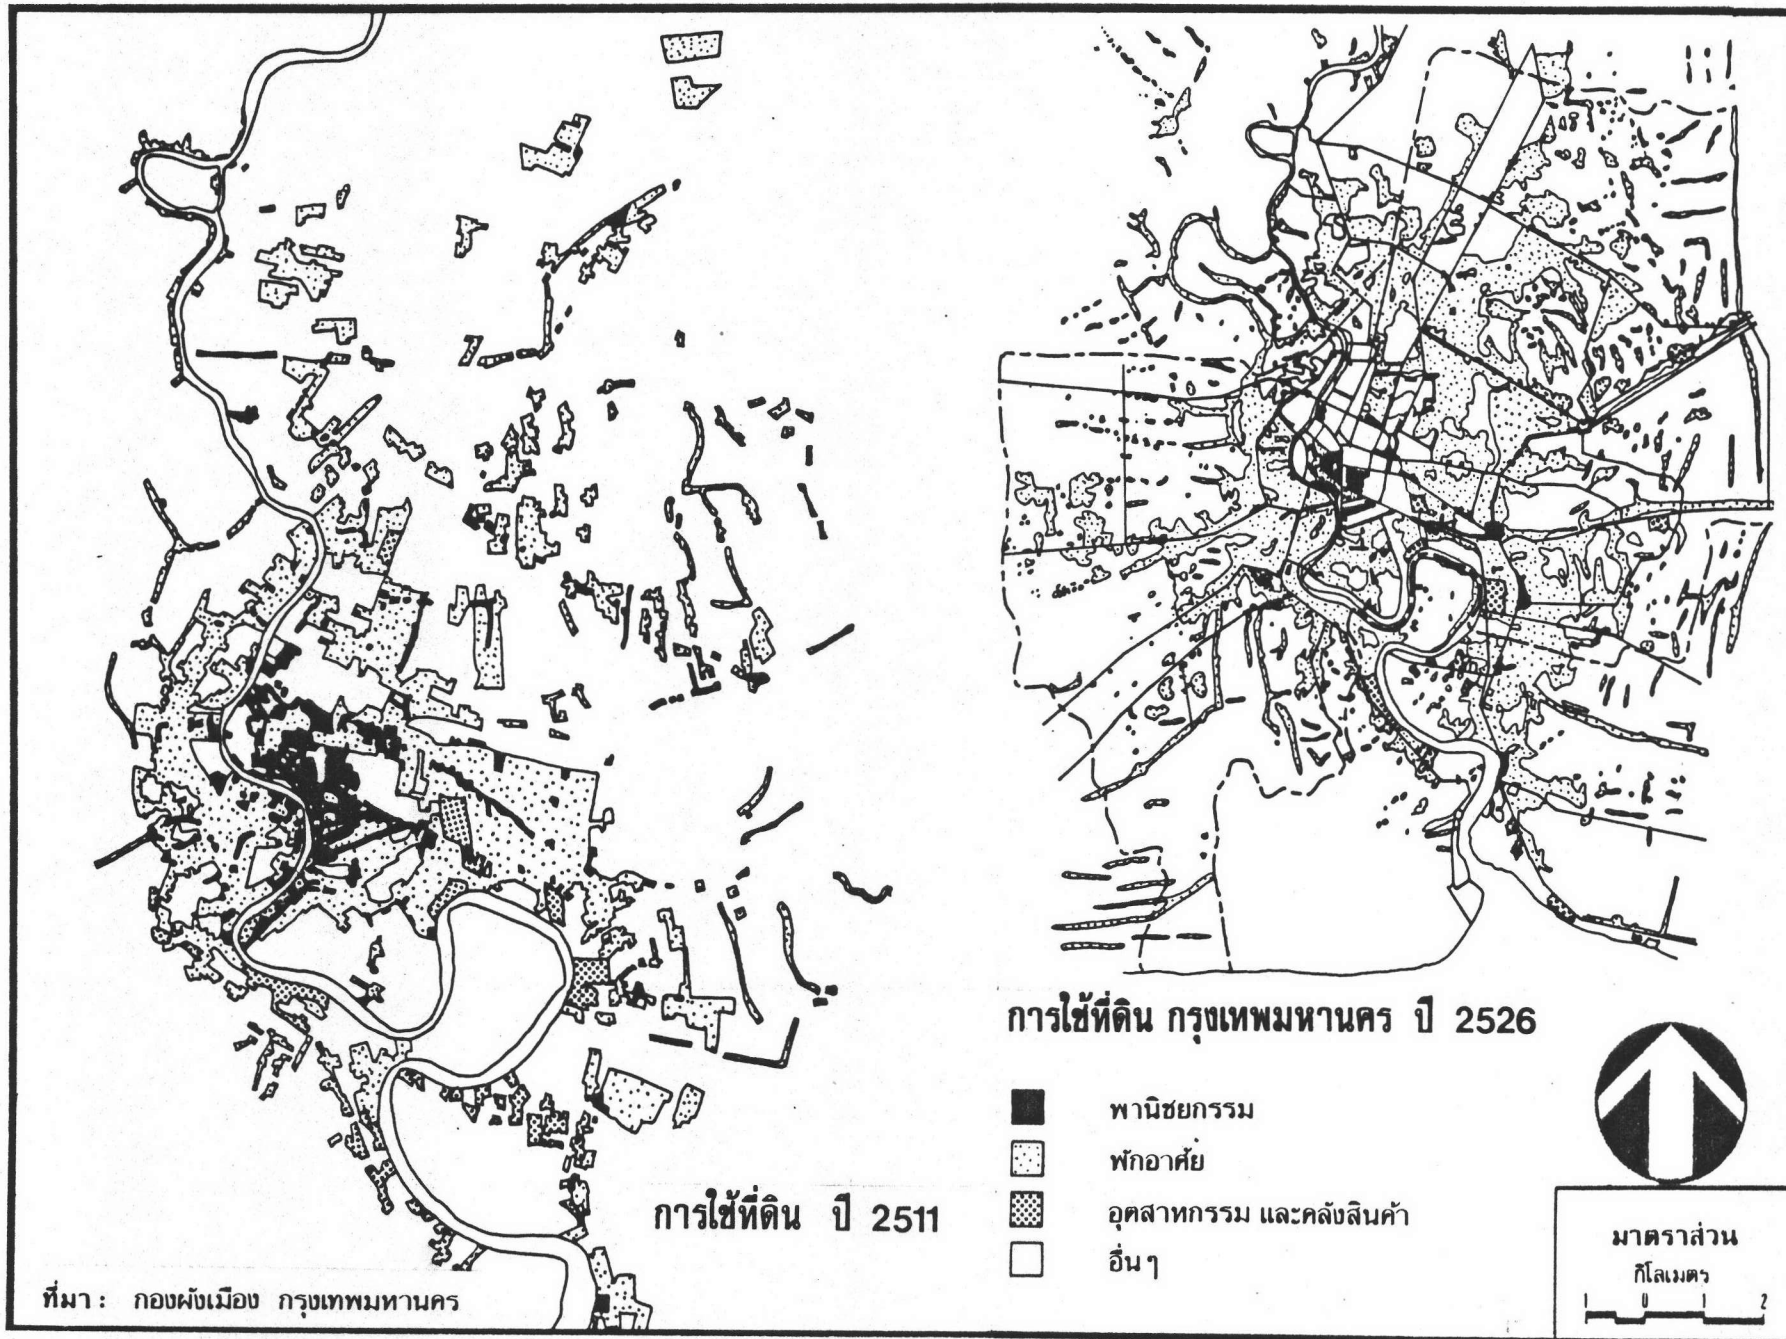 การใช้ที่ดิน ปี 2511
ที่มา : กองผังเมือง กรุงเทพมหานคร
การใช้ที่ดิน กรุงเทพมหานคร ปี 2526
พานิชยกรรม
พักอาศัย
อุตสาหกรรม และคลังสินค้า
อื่นๆ
มาตราส่วน
กิโลเมตร
1 0 1 2